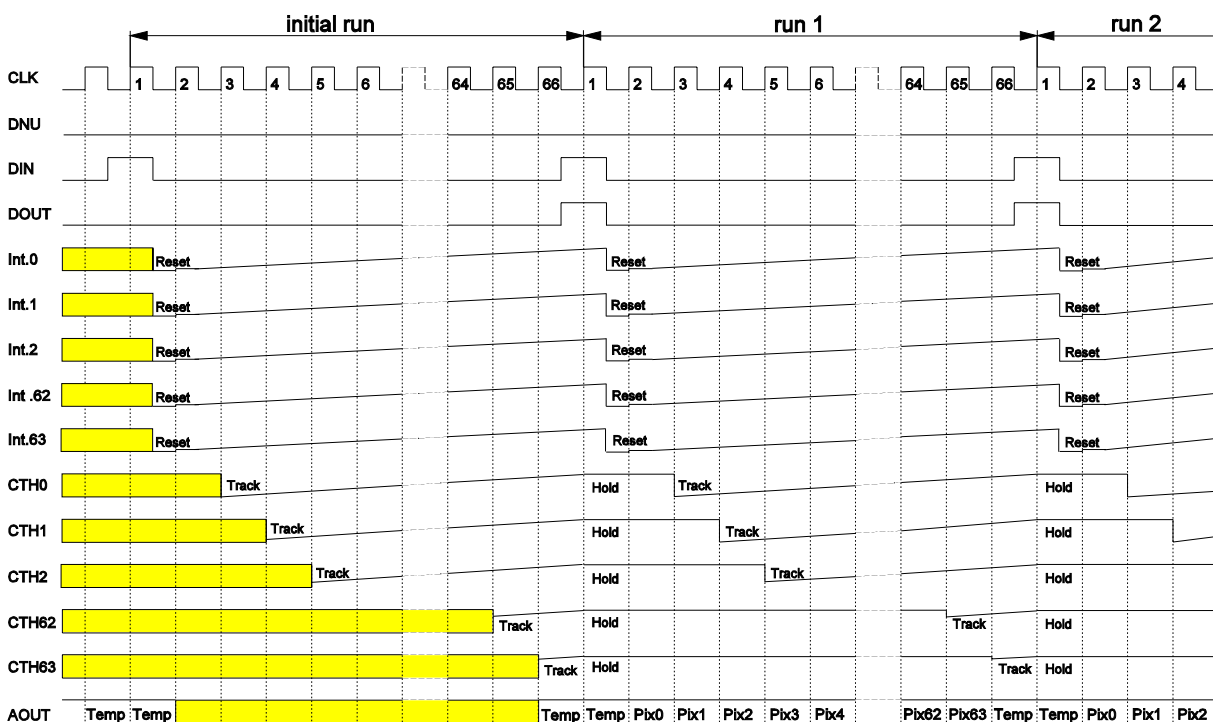 initial run run 1 run 2
CLK 1 2 3 4 5 6 64 65 66 1 2 3 4 5 6 64 65 66 1 2 3 4
DNU
DIN
DOUT
Int.0 Reset Reset Reset
Int.1 Reset Reset Reset
Int.2 Reset Reset Reset
Int .62 Reset Reset Reset
Int.63 Reset Reset Reset
CTH0 Track Hold Track Hold
CTH1 Track Hold Track Hold
CTH2 Track Hold Track Hold
CTH62 Track Hold Track Hold
CTH63 Track Hold Track Hold
AOUT Temp Temp Temp Temp Pix0 Pix1 Pix2 Pix3 Pix4 Pix62 Pix63 Temp Temp Pix0 Pix1 Pix2